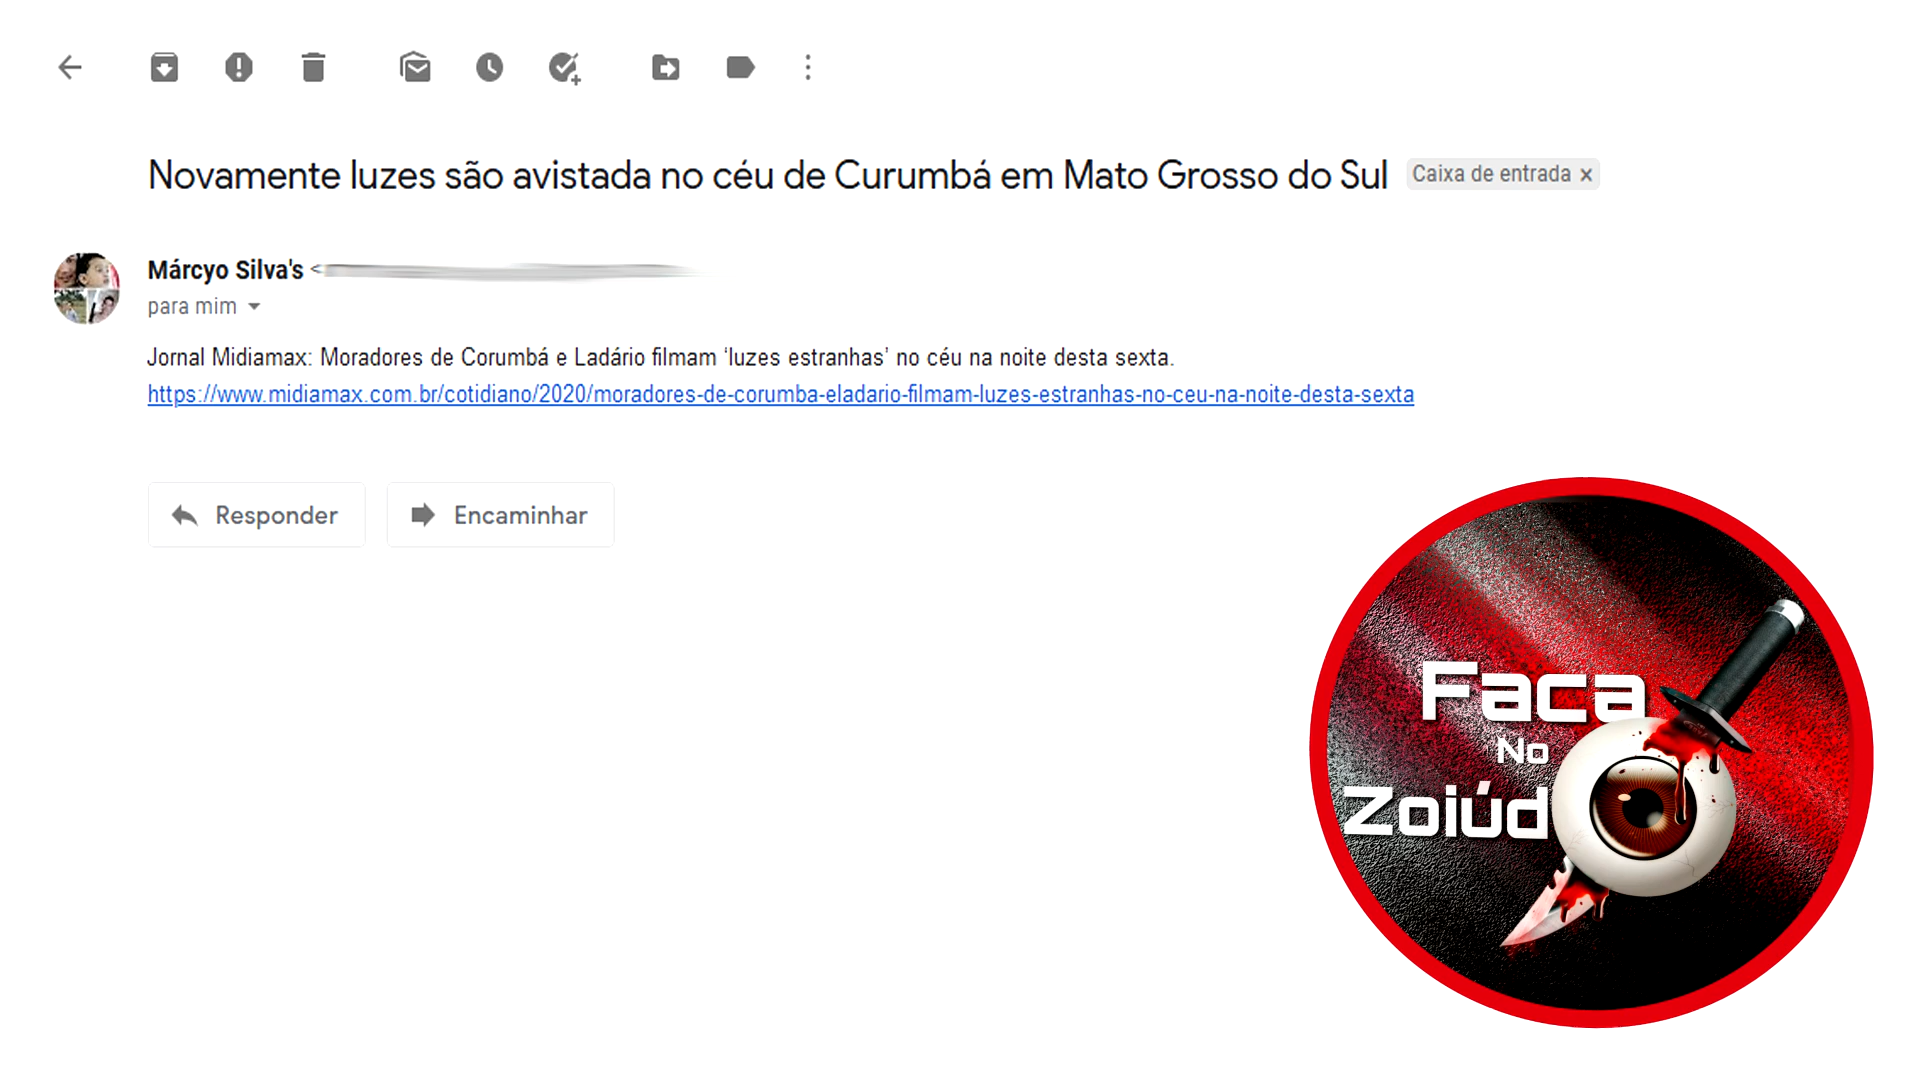 Novamente luzes são avistada no céu de Curumbá em Mato Grosso do Sul Caixa de entrada x
Márcyo Silva's <
para mim
Jornal Midiamax: Moradores de Corumbá e Ladário filmam ‘luzes estranhas’ no céu na noite desta sexta.
https://www.midiamax.com.br/cotidiano/2020/moradores-de-corumba-eladario-filmam-luzes-estranhas-no-ceu-na-noite-desta-sexta
Responder Encaminhar
Faca
No
Zoiúd